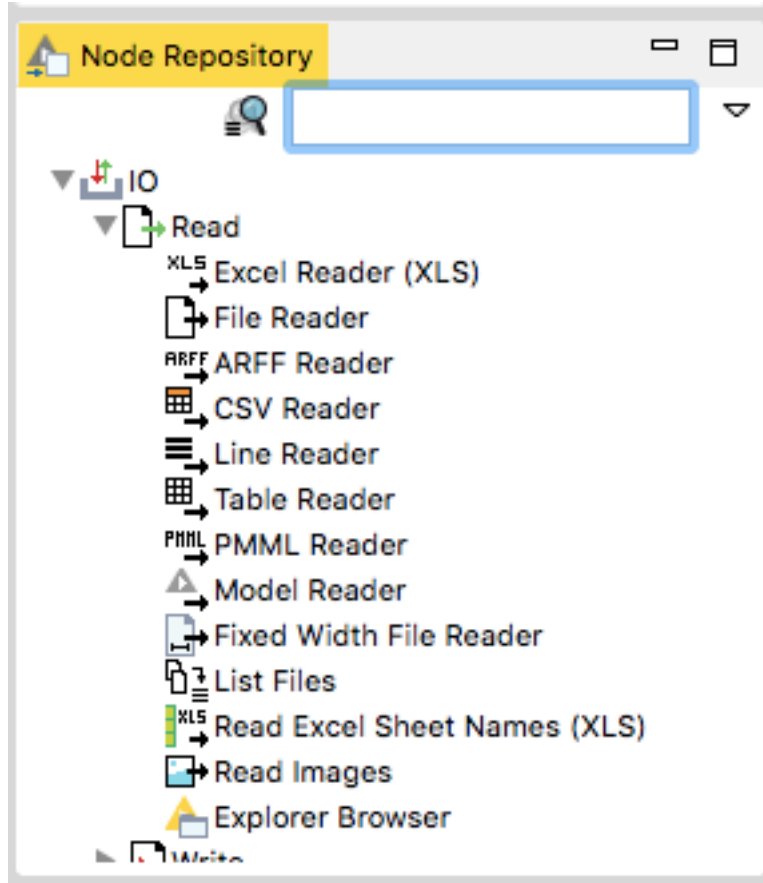 Node Repository
IO
Read
XLS Excel Reader (XLS)
File Reader
ARFF ARFF Reader
CSV Reader
Line Reader
Table Reader
PMML PMML Reader
Model Reader
Fixed Width File Reader
List Files
XLS Read Excel Sheet Names (XLS)
Read Images
Explorer Browser
Write